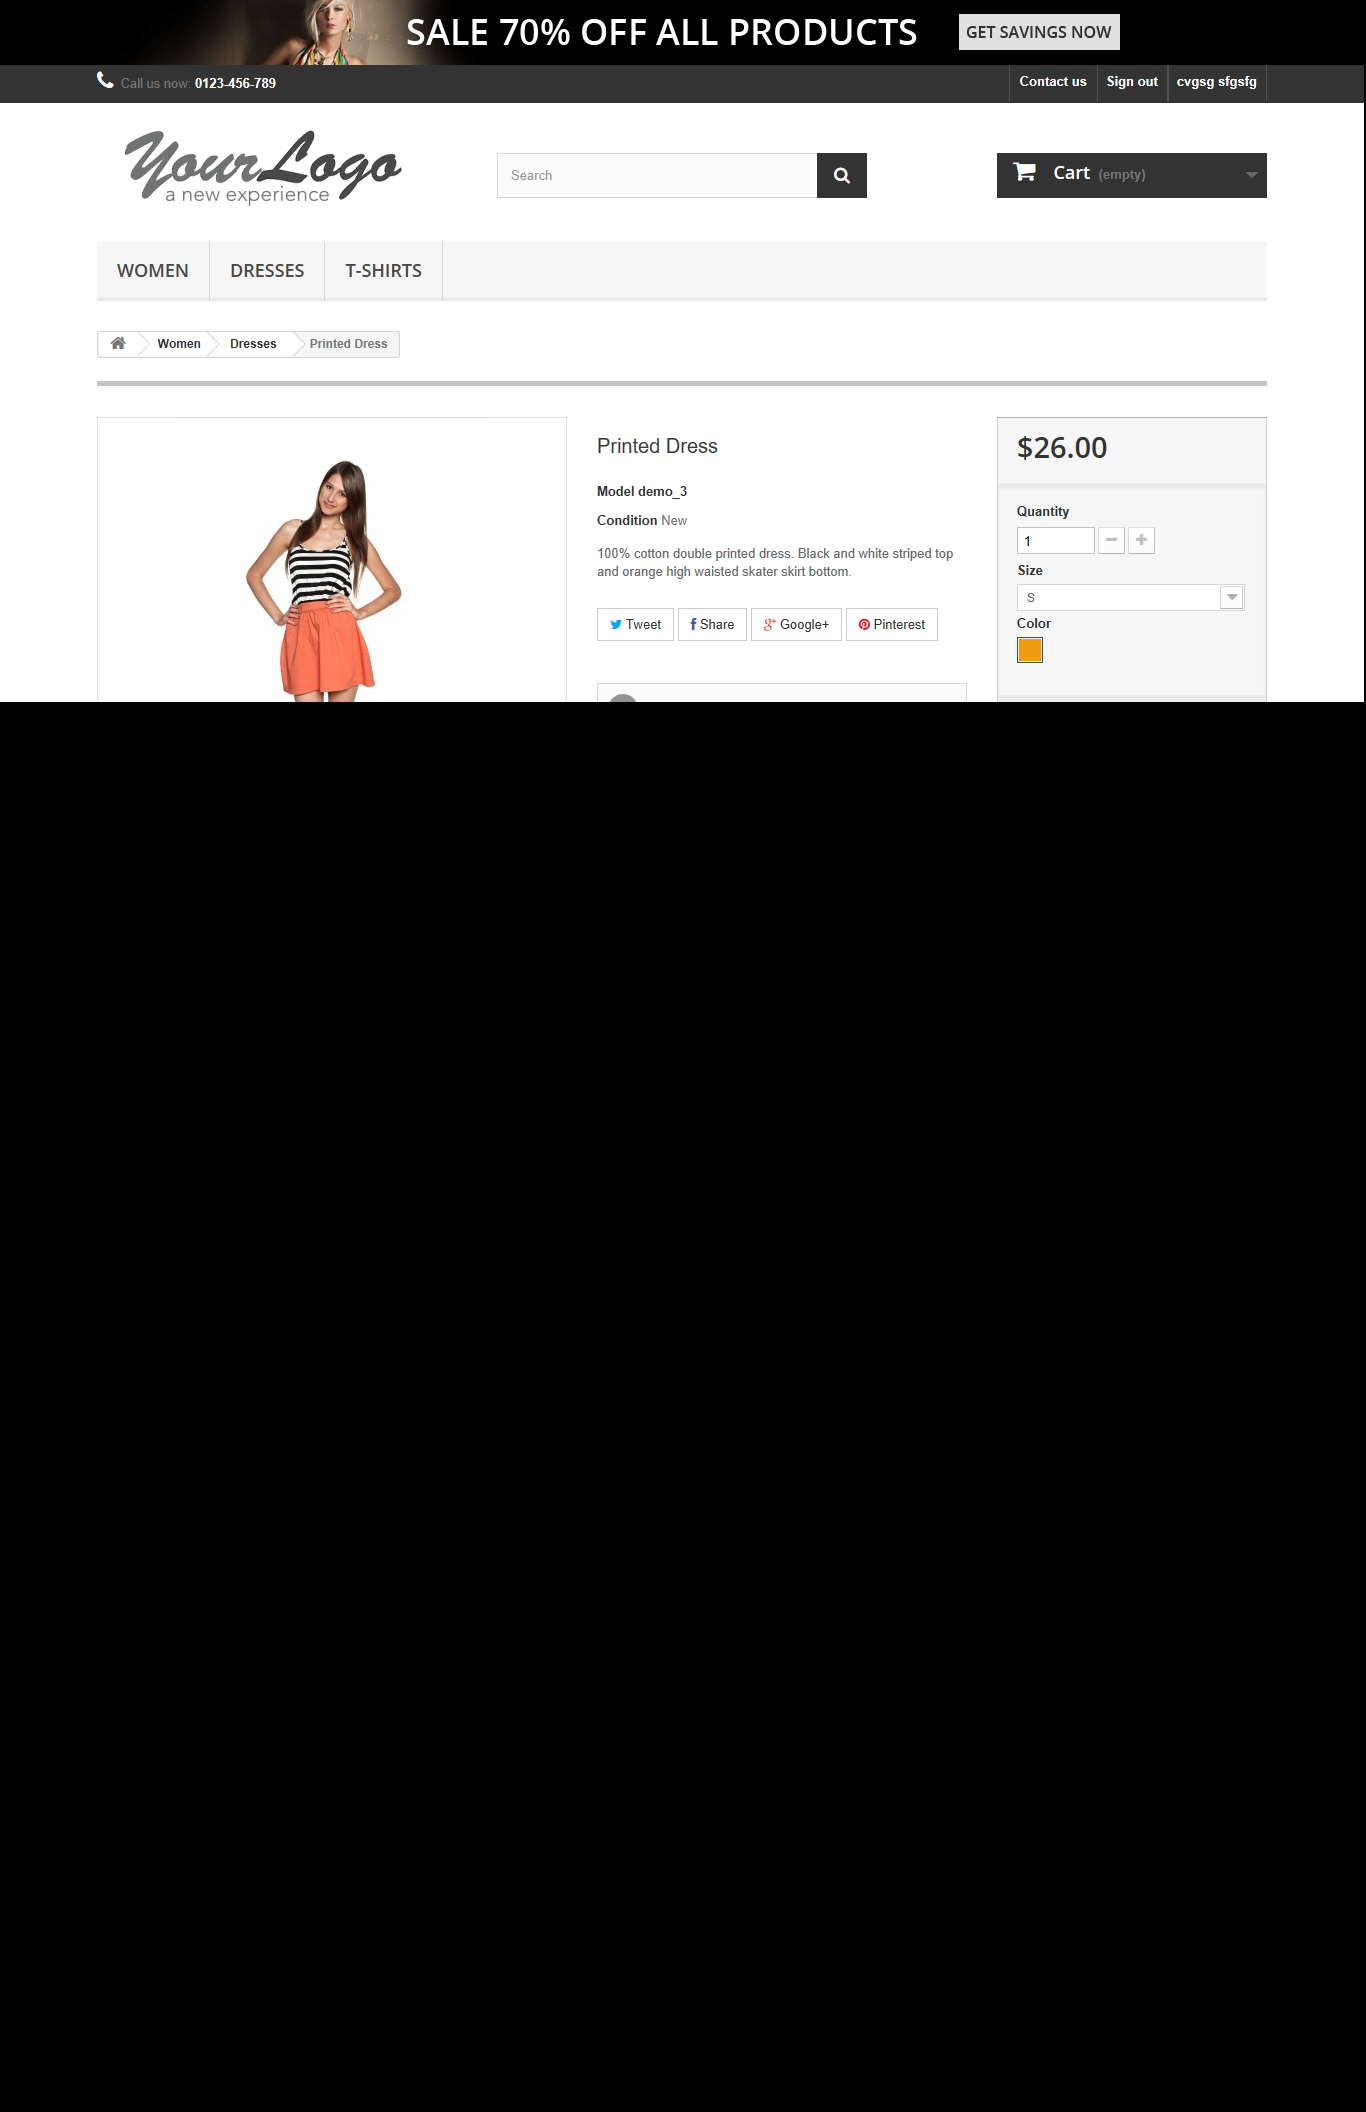 SALE 70% OFF ALL PRODUCTS
GET SAVINGS NOW
Call us now: 0123-456-789
Contact us
Sign out
cvgsg sfgsfg
Your Logo
a new experience
Search
Cart (empty)
WOMEN
DRESSES
T-SHIRTS
Women
Dresses
Printed Dress
Printed Dress
Model demo_3
Condition New
100% cotton double printed dress. Black and white striped top
and orange high waisted skater skirt bottom.
Tweet
Share
Google+
Pinterest
$26.00
Quantity
1
Size
S
Color